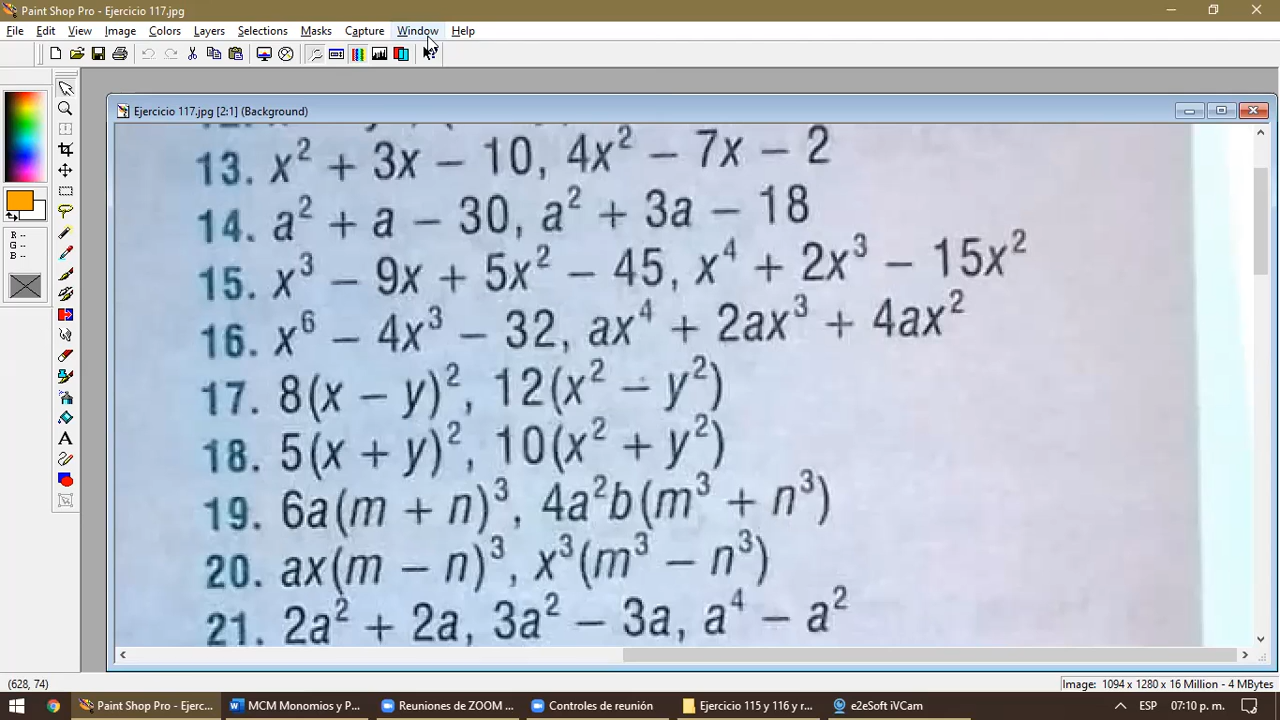 Paint Shop Pro - Ejercicio 117.jpg
File Edit View Image Colors Layers Selections Masks Capture Window Help
Ejercicio 117.jpg [2:1] (Background)
13. x² + 3x − 10, 4x² − 7x − 2
14. a² + a − 30, a² + 3a − 18
15. x³ − 9x + 5x² − 45, x⁴ + 2x³ − 15x²
16. x⁶ − 4x³ − 32, ax⁴ + 2ax³ + 4ax²
17. 8(x − y)², 12(x² − y²)
18. 5(x + y)², 10(x² + y²)
19. 6a(m + n)³, 4a²b(m³ + n³)
20. ax(m − n)³, x³(m³ − n³)
21. 2a² + 2a, 3a² − 3a, a⁴ − a²
R --
G --
B --
(628, 74)
Image: 1094 x 1280 x 16 Million - 4 MBytes
Paint Shop Pro - Ejerc...
MCM Monomios y P...
Reuniones de ZOOM ...
Controles de reunión
Ejercicio 115 y 116 y r...
e2eSoft iVCam
ESP
07:10 p. m.